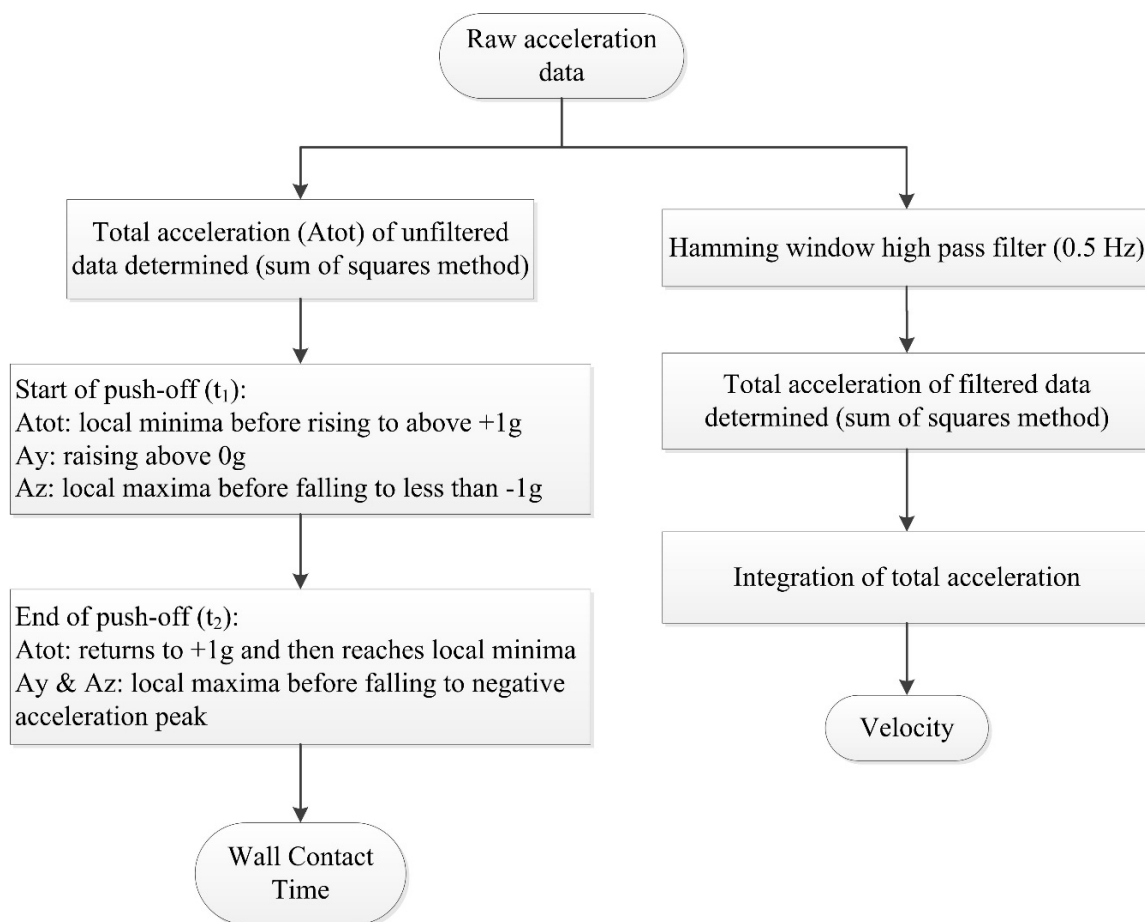 Raw acceleration
data
Total acceleration (Atot) of unfiltered
data determined (sum of squares method)
Start of push-off (t₁):
Atot: local minima before rising to above +1g
Ay: raising above 0g
Az: local maxima before falling to less than -1g
End of push-off (t₂):
Atot: returns to +1g and then reaches local minima
Ay & Az: local maxima before falling to negative
acceleration peak
Wall Contact
Time
Hamming window high pass filter (0.5 Hz)
Total acceleration of filtered data
determined (sum of squares method)
Integration of total acceleration
Velocity